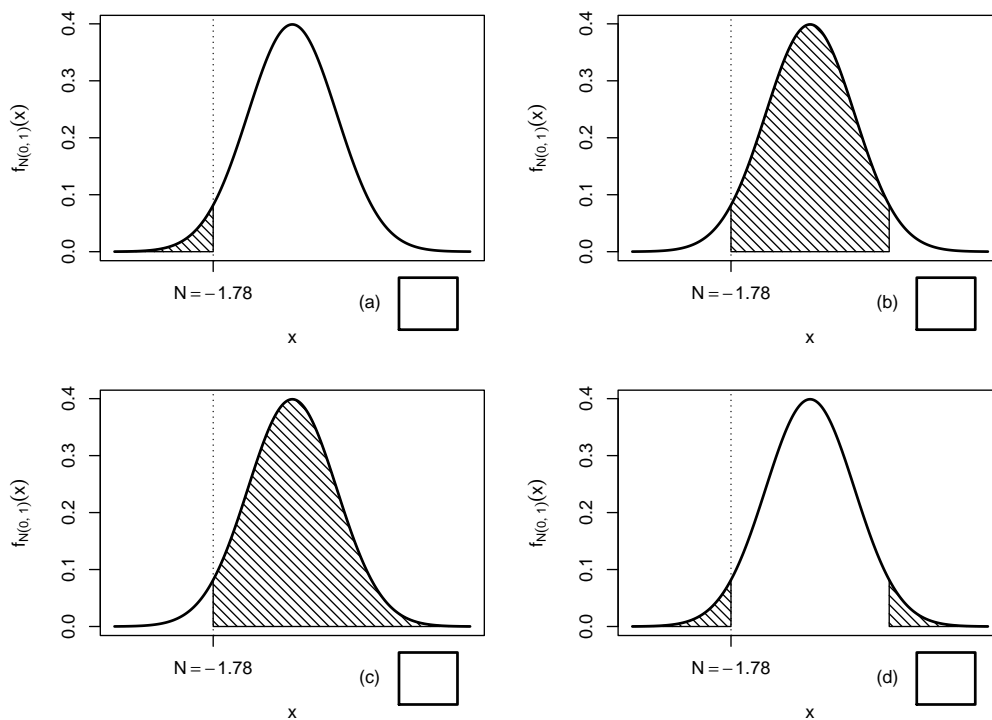 0.4
0.3
0.2
0.1
0.0
f_{N(0, 1)}(x)
N = −1.78
(a)
x
0.4
0.3
0.2
0.1
0.0
f_{N(0, 1)}(x)
N = −1.78
(b)
x
0.4
0.3
0.2
0.1
0.0
f_{N(0, 1)}(x)
N = −1.78
(c)
x
0.4
0.3
0.2
0.1
0.0
f_{N(0, 1)}(x)
N = −1.78
(d)
x